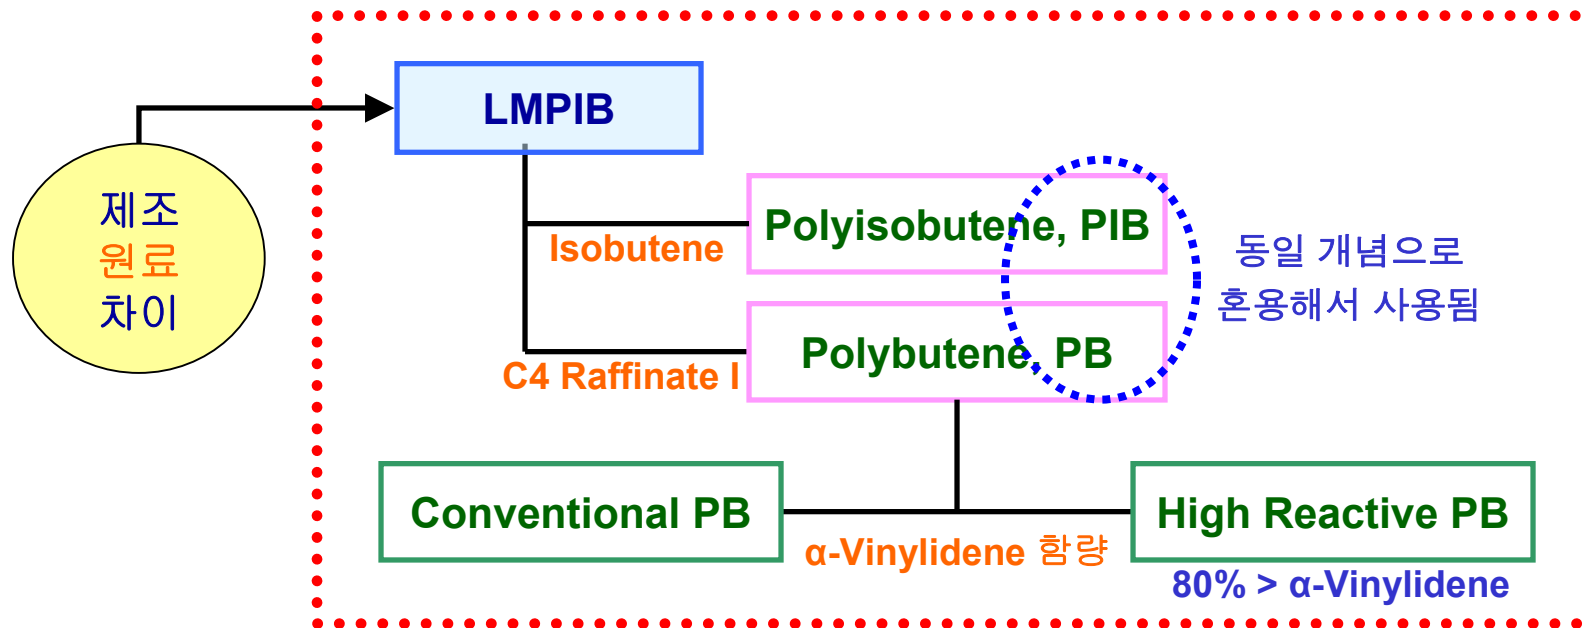 LMPIB
제조
원료
차이
Polyisobutene, PIB
Isobutene
동일 개념으로
혼용해서 사용됨
Polybutene, PB
C4 Raffinate I
Conventional PB
High Reactive PB
α-Vinylidene 함량
80% > α-Vinylidene